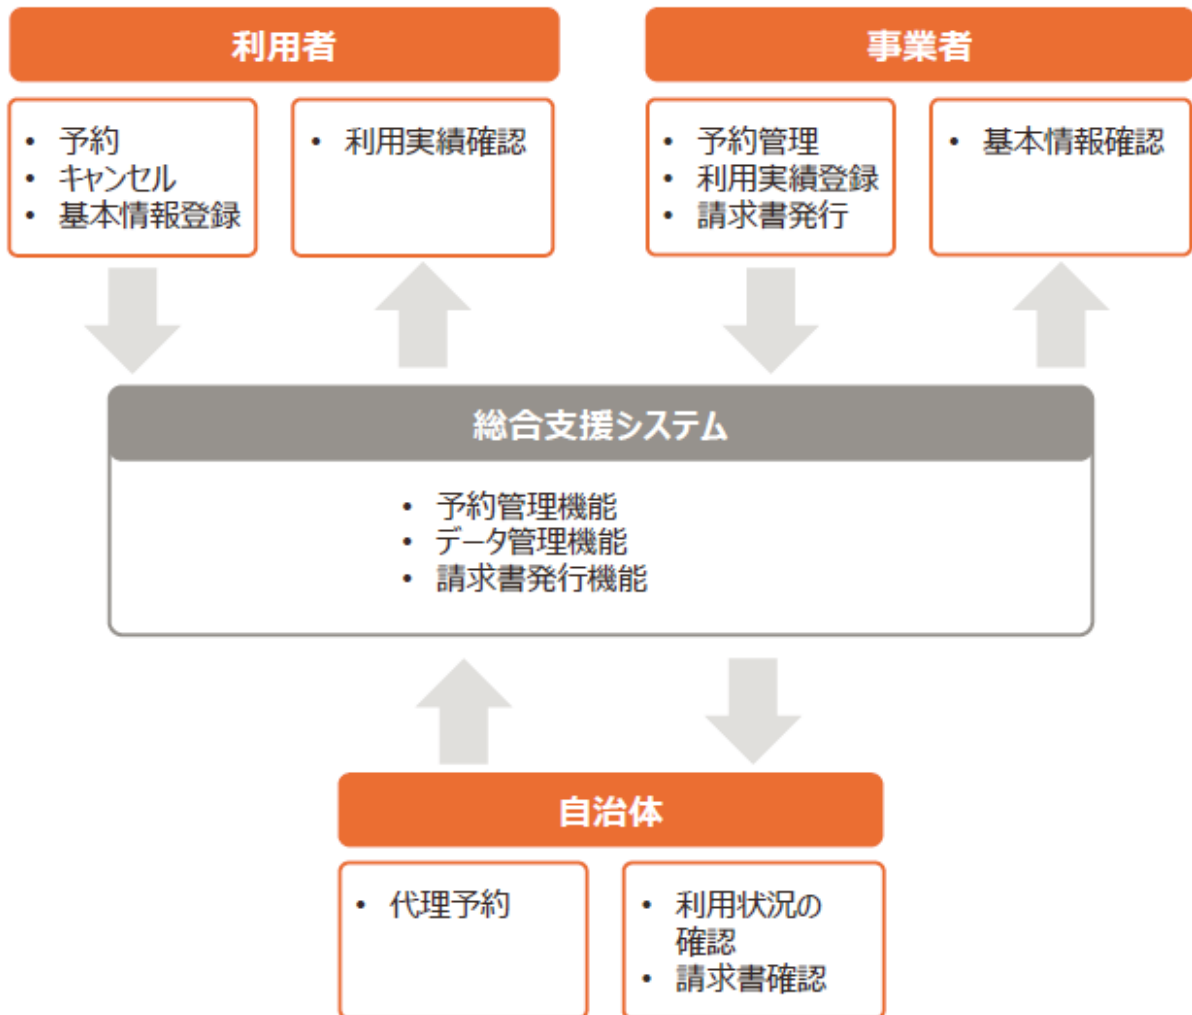 利用者
• 予約
• キャンセル
• 基本情報登録
• 利用実績確認
事業者
• 予約管理
• 利用実績登録
• 請求書発行
• 基本情報確認
総合支援システム
• 予約管理機能
• データ管理機能
• 請求書発行機能
自治体
• 代理予約
• 利用状況の
確認
• 請求書確認